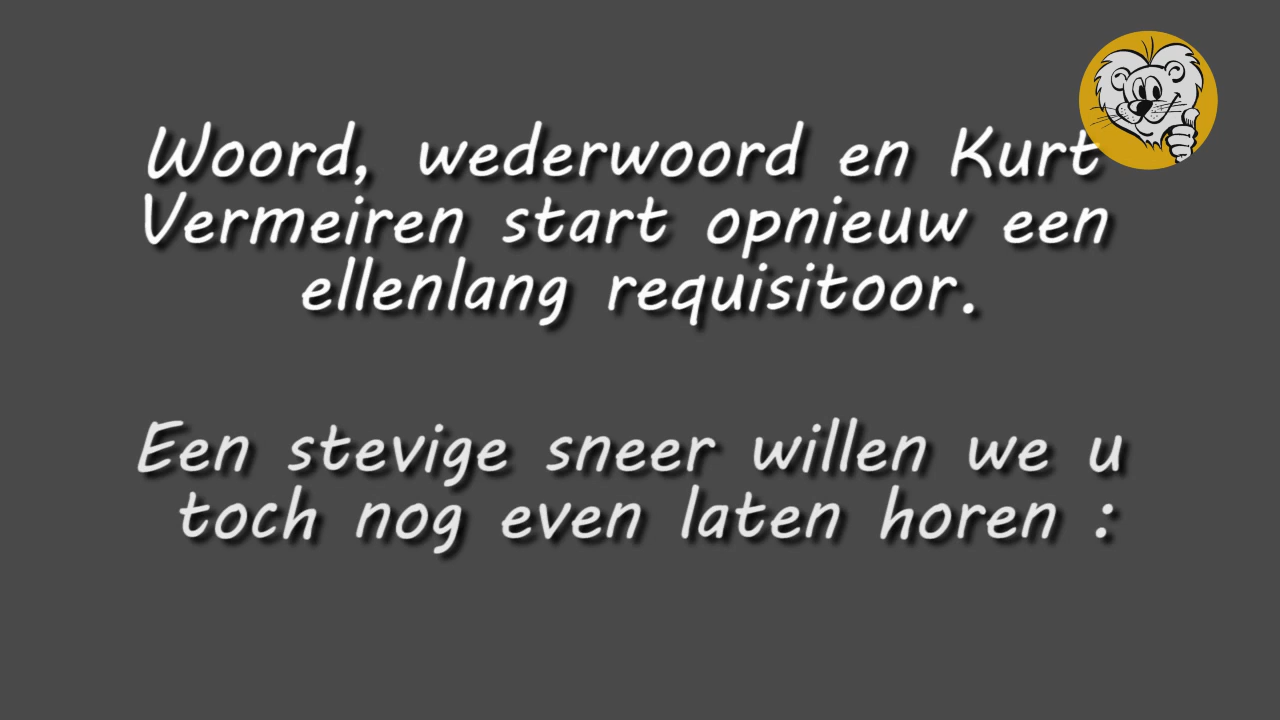 Woord, wederwoord en Kurt
Vermeiren start opnieuw een
ellenlang requisitoor.
Een stevige sneer willen we u
toch nog even laten horen :